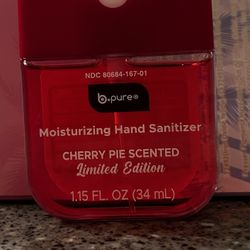 NDC 80684-167-01
b.pure®
Moisturizing Hand Sanitizer
CHERRY PIE SCENTED
Limited Edition
1.15 FL. OZ (34 mL)